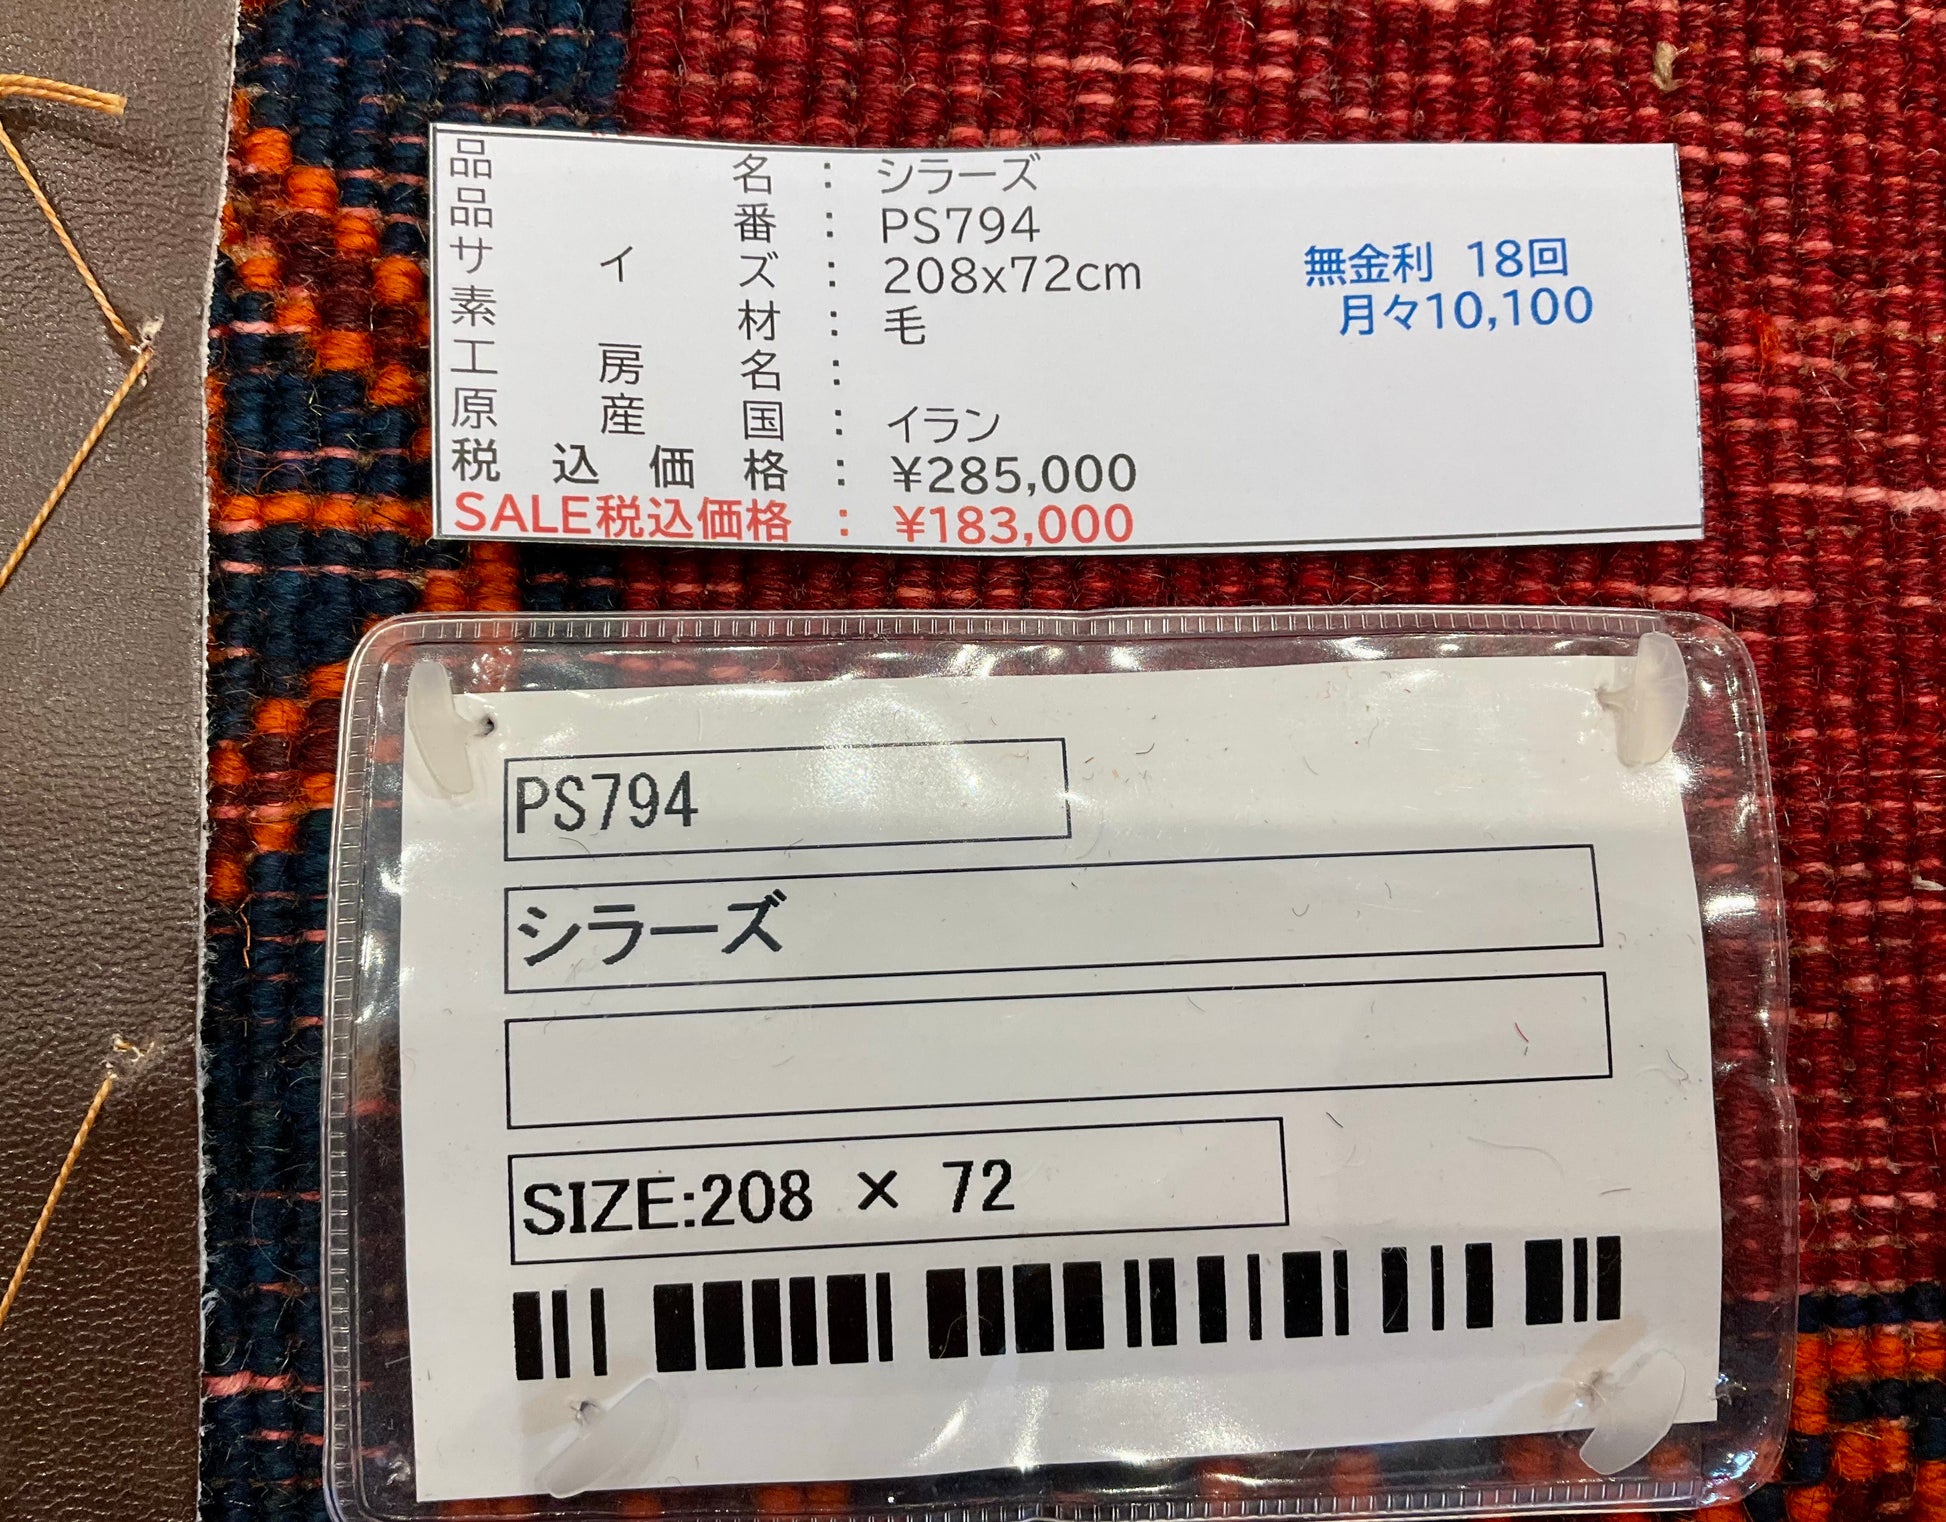 品名：シラーズ
品番：PS794
サイズ：208x72cm
素材：毛
工房名：
原産国：イラン
税込価格：¥285,000
SALE税込価格：¥183,000
無金利 18回
月々10,100
PS794
シラーズ
SIZE:208 × 72